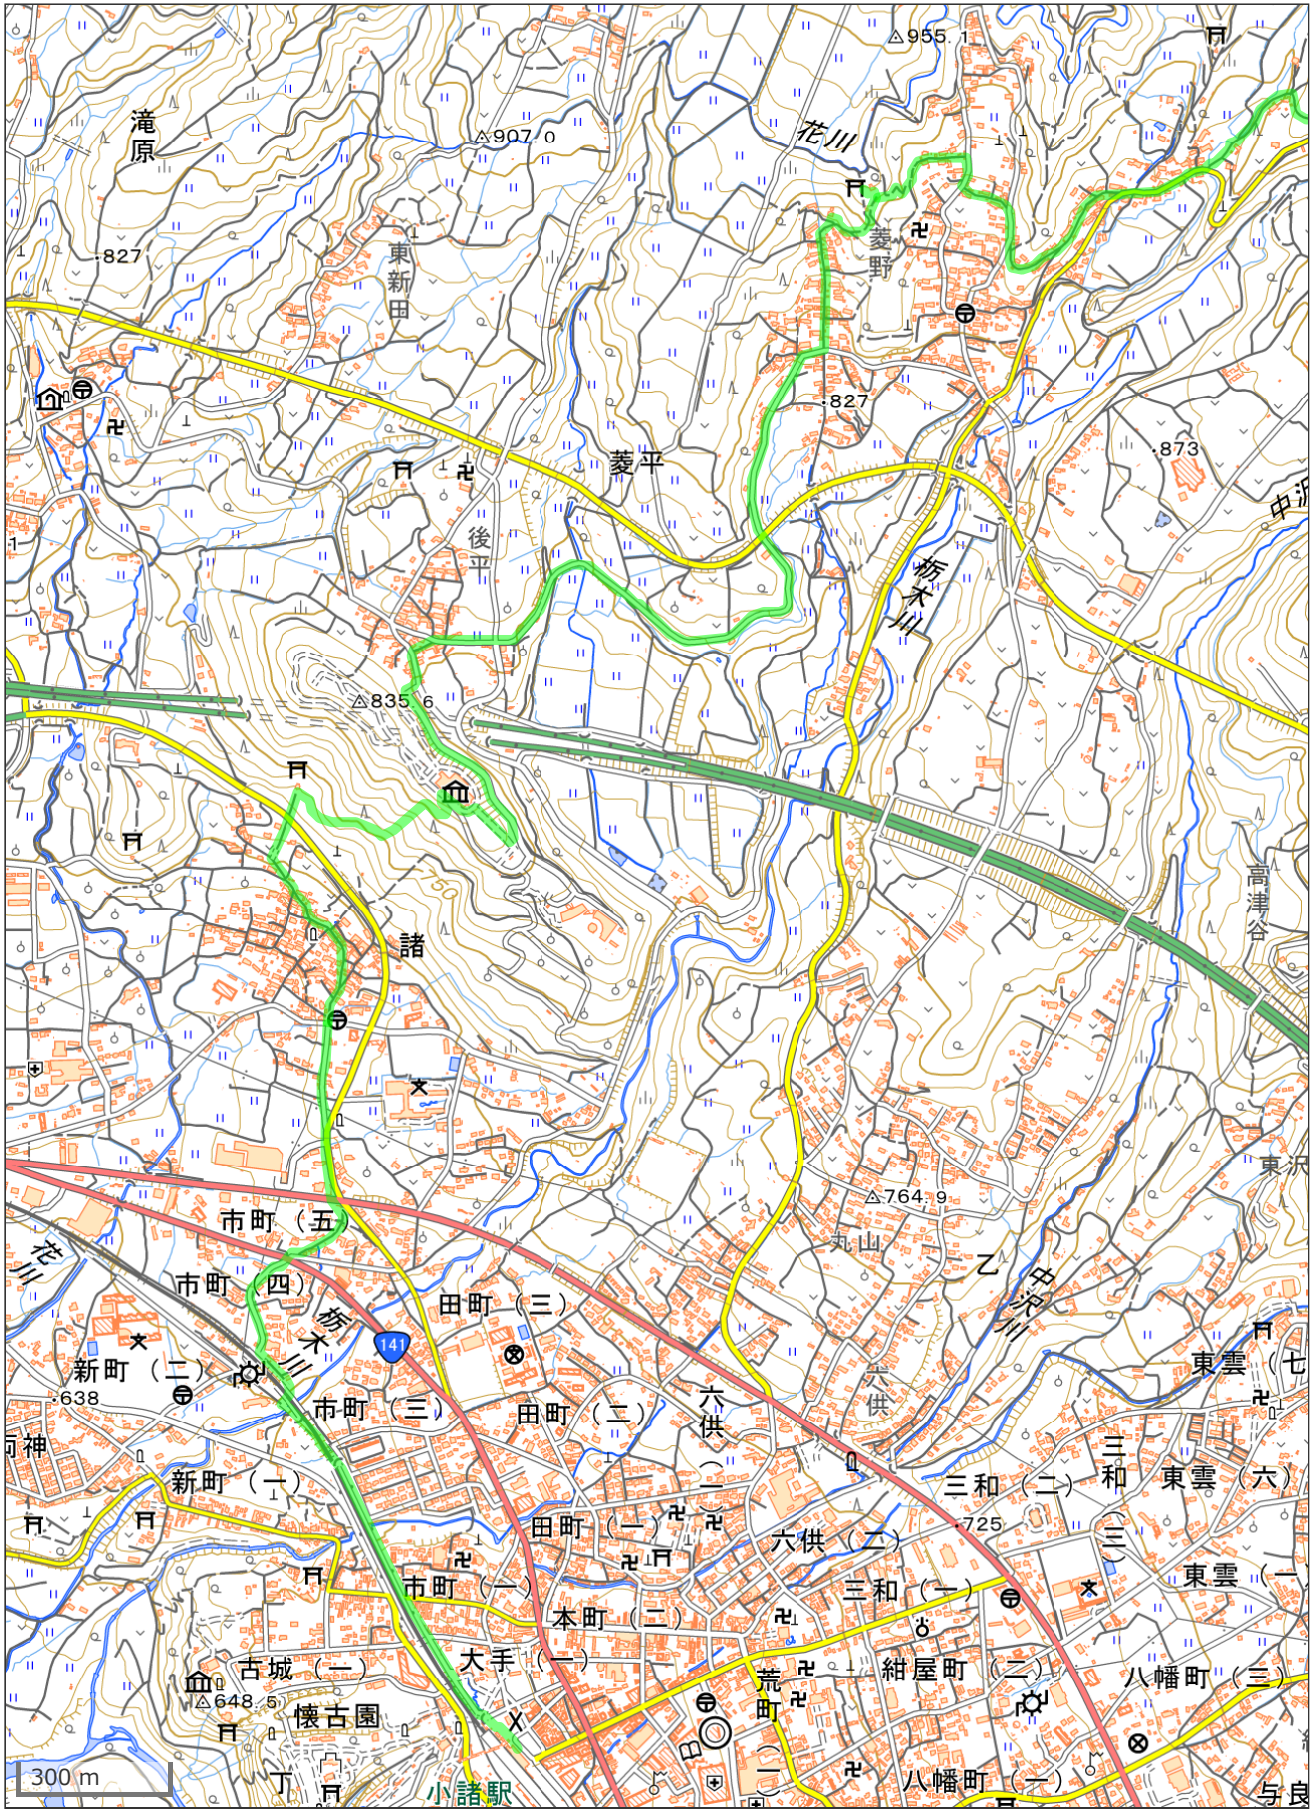 955.1
滝原
花川
907.0
827
東新田
菱野
827
菱平
873
中沢
後平
栃木川
835.6
750
高津谷
諸
東沢
764.9
市町（五）
丸山
花川
乙
中沢川
市町（四）
田町（三）
栃木川
141
新町（二）
東雲（七
638
六供
六供（一）
市町（三）
田町（二）
三和（三）
新町（一）
三和（二）
東雲（六）
725
田町（一）
六供（二）
東雲（一
市町（一）
三和（一）
本町（二）
大手（一）
古城（一）
紺屋町（二）
八幡町（三）
荒町（一）
648.5
懐古園
300 m
丁
小諸駅
八幡町（一）
与良